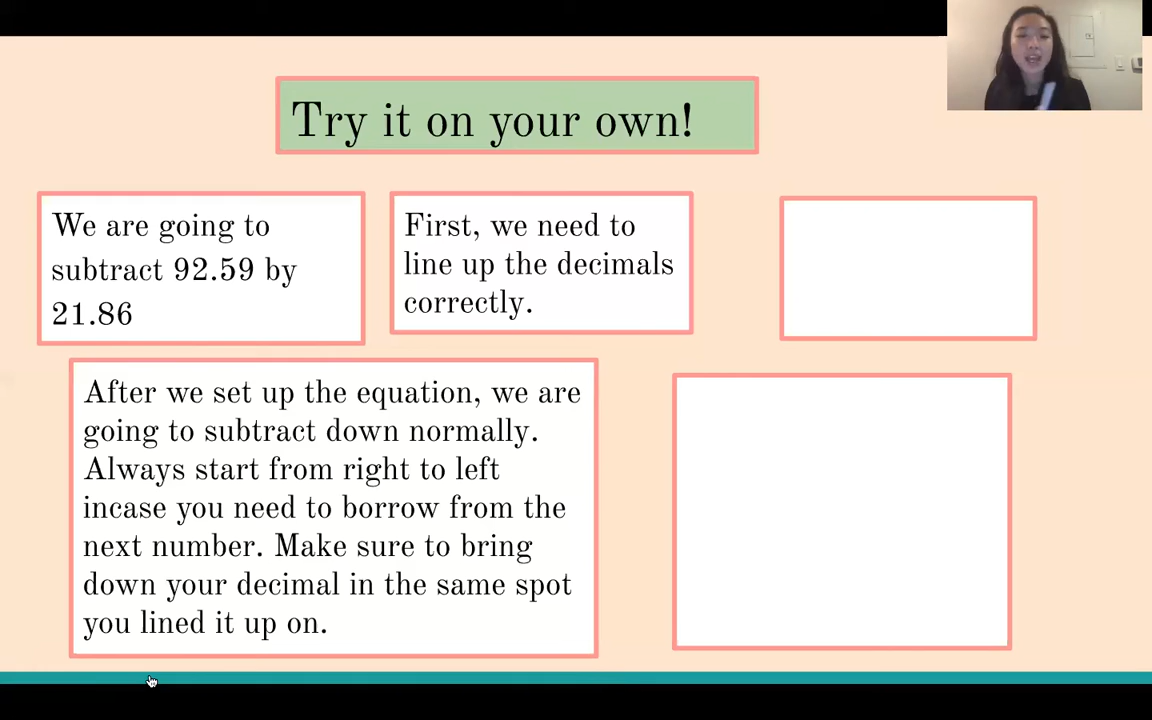 Try it on your own!
We are going to
subtract 92.59 by
21.86
First, we need to
line up the decimals
correctly.
After we set up the equation, we are
going to subtract down normally.
Always start from right to left
incase you need to borrow from the
next number. Make sure to bring
down your decimal in the same spot
you lined it up on.